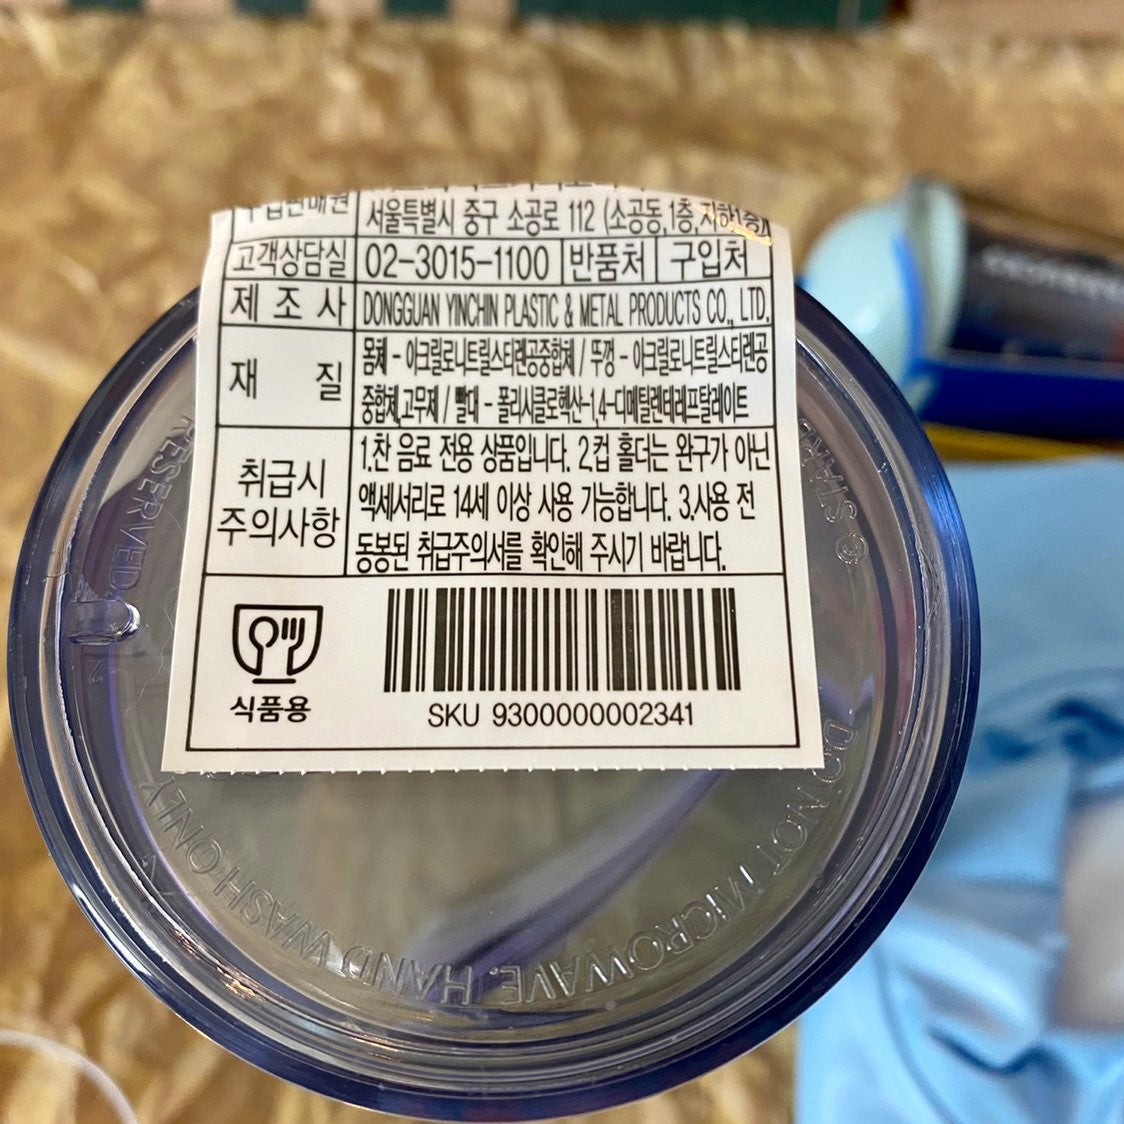 서울특별시 중구 소공로 112 (소공동,1층,지하1층)
고객상담실 02-3015-1100 반품처 구입처
제 조 사 DONGGUAN YINCHIN PLASTIC & METAL PRODUCTS CO., LTD.
재 질 몸체 - 아크릴로니트릴스티렌공중합체 / 뚜껑 - 아크릴로니트릴스티렌공
중합체,고무제 / 빨대 - 폴리시클로헥산-1,4-디메틸렌테레프탈레이트
취급시 주의사항
1.찬 음료 전용 상품입니다. 2.컵 홀더는 완구가 아닌
액세서리로 14세 이상 사용 가능합니다. 3.사용 전
동봉된 취급주의서를 확인해 주시기 바랍니다.
식품용
SKU 9300000002341
DO NOT MICROWAVE. HAND WASH ONLY
RESERVED